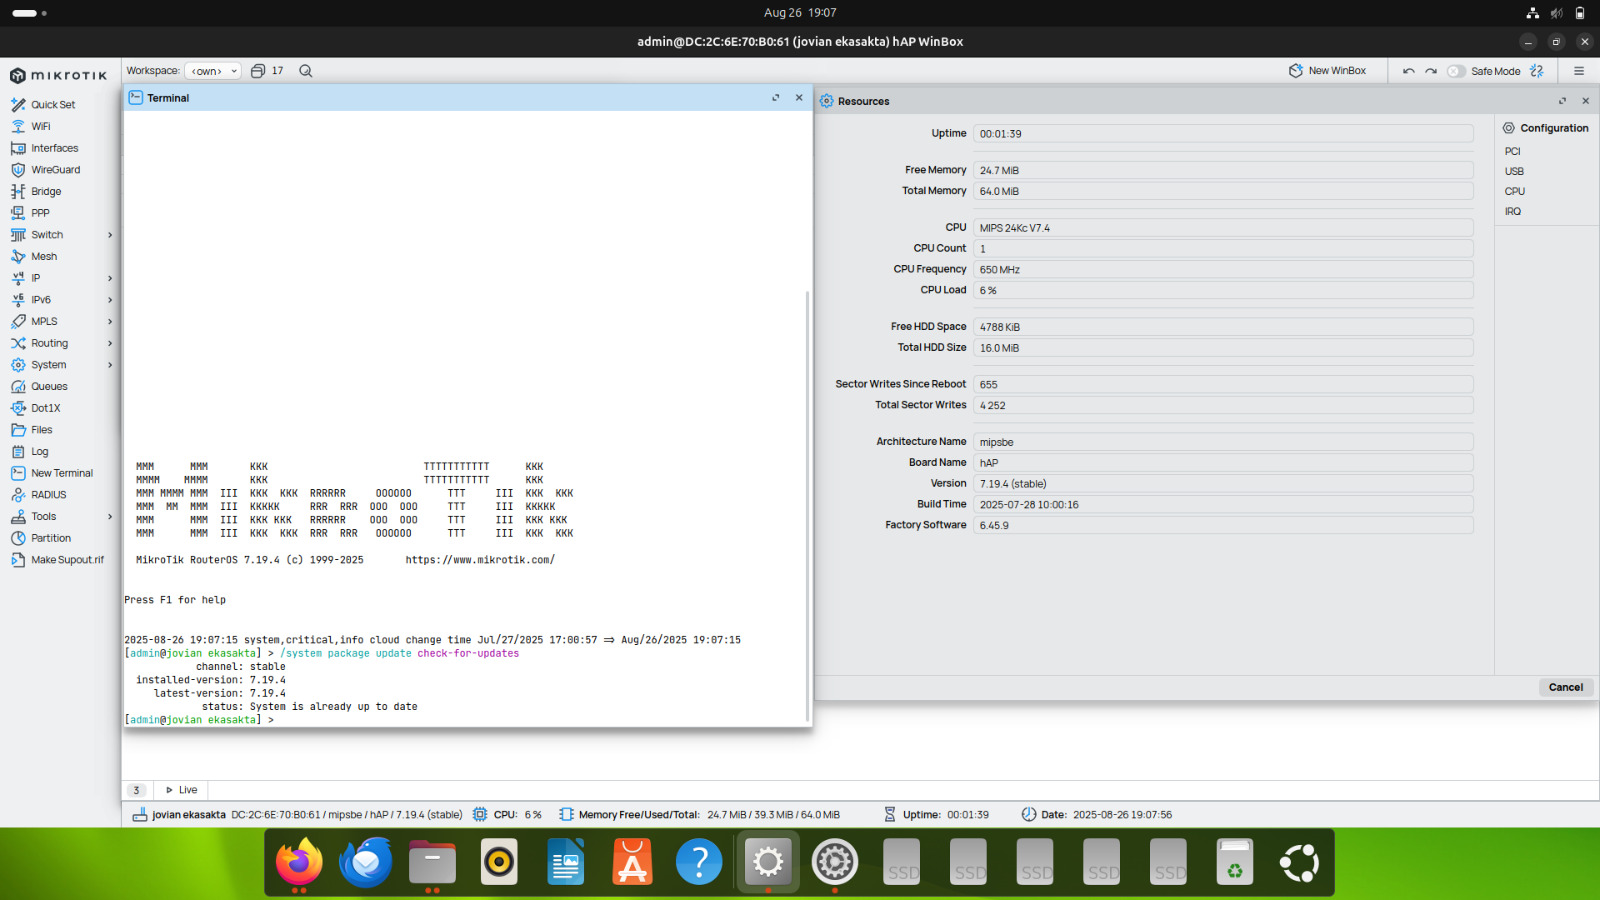 Aug 26 19:07
admin@DC:2C:6E:70:B0:61 (jovian ekasakta) hAP WinBox
MIKROTIK
Workspace: <own> 17
New WinBox
Safe Mode
Quick Set
WiFi
Interfaces
WireGuard
Bridge
PPP
Switch
Mesh
IP
IPv6
MPLS
Routing
System
Queues
Dot1X
Files
Log
New Terminal
RADIUS
Tools
Partition
Make Supout.rif
Terminal
MMM      MMM       KKK                          TTTTTTTTTTT      KKK
MMMM    MMMM       KKK                          TTTTTTTTTTT      KKK
MMM MMMM MMM  III  KKK  KKK  RRRRRR     OOOOOO      TTT     III  KKK  KKK
MMM  MM  MMM  III  KKKKK     RRR  RRR  OOO  OOO     TTT     III  KKKKK
MMM      MMM  III  KKK KKK   RRRRRR    OOO  OOO     TTT     III  KKK KKK
MMM      MMM  III  KKK  KKK  RRR  RRR   OOOOOO      TTT     III  KKK  KKK
MikroTik RouterOS 7.19.4 (c) 1999-2025       https://www.mikrotik.com/
Press F1 for help
2025-08-26 19:07:15 system,critical,info cloud change time Jul/27/2025 17:00:57 => Aug/26/2025 19:07:15
[admin@jovian ekasakta] > /system package update check-for-updates
channel: stable
installed-version: 7.19.4
latest-version: 7.19.4
status: System is already up to date
[admin@jovian ekasakta] >
Resources
Uptime 00:01:39
Free Memory 24.7 MiB
Total Memory 64.0 MiB
CPU MIPS 24Kc V7.4
CPU Count 1
CPU Frequency 650 MHz
CPU Load 6 %
Free HDD Space 4788 KiB
Total HDD Size 16.0 MiB
Sector Writes Since Reboot 655
Total Sector Writes 4 252
Architecture Name mipsbe
Board Name hAP
Version 7.19.4 (stable)
Build Time 2025-07-28 10:00:16
Factory Software 6.45.9
Configuration
PCI
USB
CPU
IRQ
Cancel
3 Live
jovian ekasakta DC:2C:6E:70:B0:61 / mipsbe / hAP / 7.19.4 (stable) CPU: 6 % Memory Free/Used/Total: 24.7 MiB / 39.3 MiB / 64.0 MiB Uptime: 00:01:39 Date: 2025-08-26 19:07:56
SSD SSD SSD SSD SSD